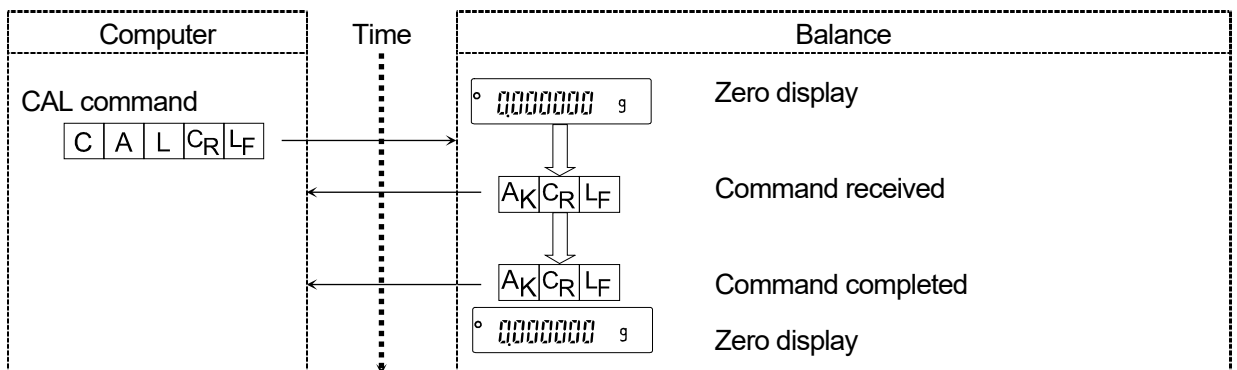 Computer Time Balance
CAL command
0.000000 g Zero display
C A L CR LF
AK CR LF Command received
AK CR LF Command completed
0.000000 g Zero display